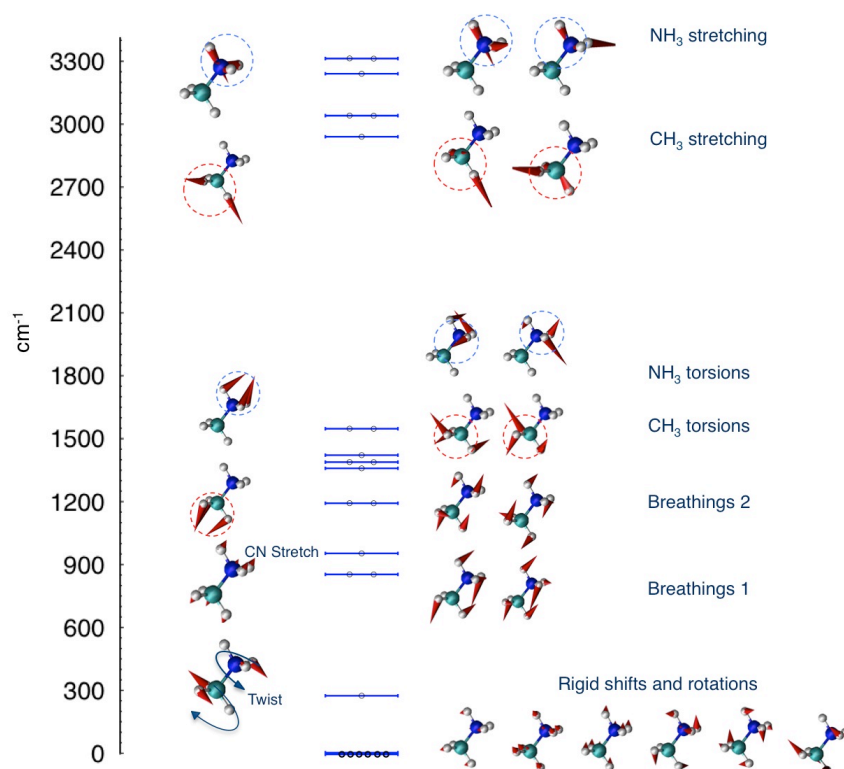 3300
NH₃ stretching
3000
CH₃ stretching
2700
2400
2100
cm⁻¹
1800
NH₃ torsions
1500
CH₃ torsions
1200
Breathings 2
CN Stretch
900
Breathings 1
600
300
Twist
Rigid shifts and rotations
0